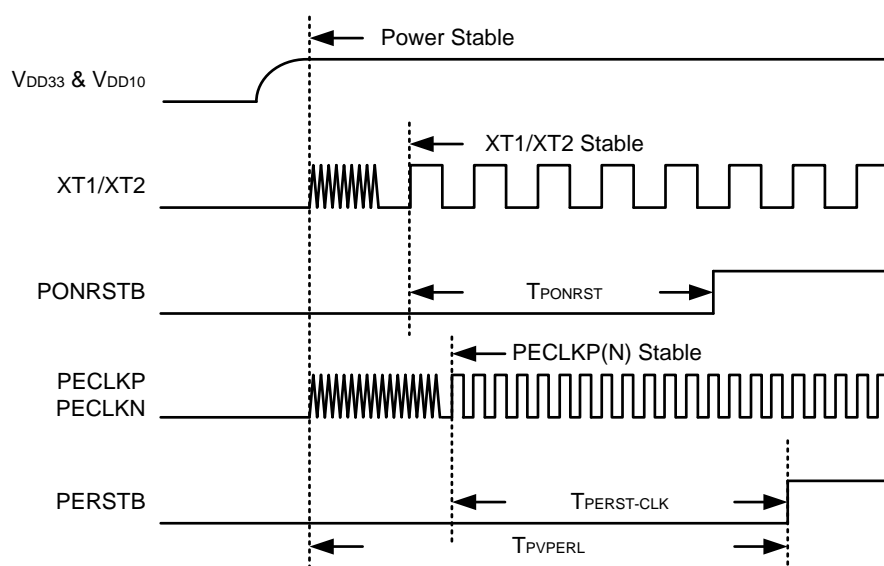 Power Stable
VDD33 & VDD10
XT1/XT2 Stable
XT1/XT2
PONRSTB
TPONRST
PECLKP(N) Stable
PECLKP
PECLKN
PERSTB
TPERST-CLK
TPVPERL